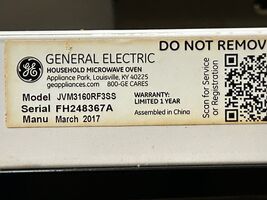 DO NOT REMOV
GE
GENERAL ELECTRIC
HOUSEHOLD MICROWAVE OVEN
Appliance Park, Louisville, KY 40225
geappliances.com 800-GE CARES
Model JVM3160RF3SS
Serial FH248367A
Manu March 2017
WARRANTY:
LIMITED 1 YEAR
Assembled in China
Scan for Service
or Registration